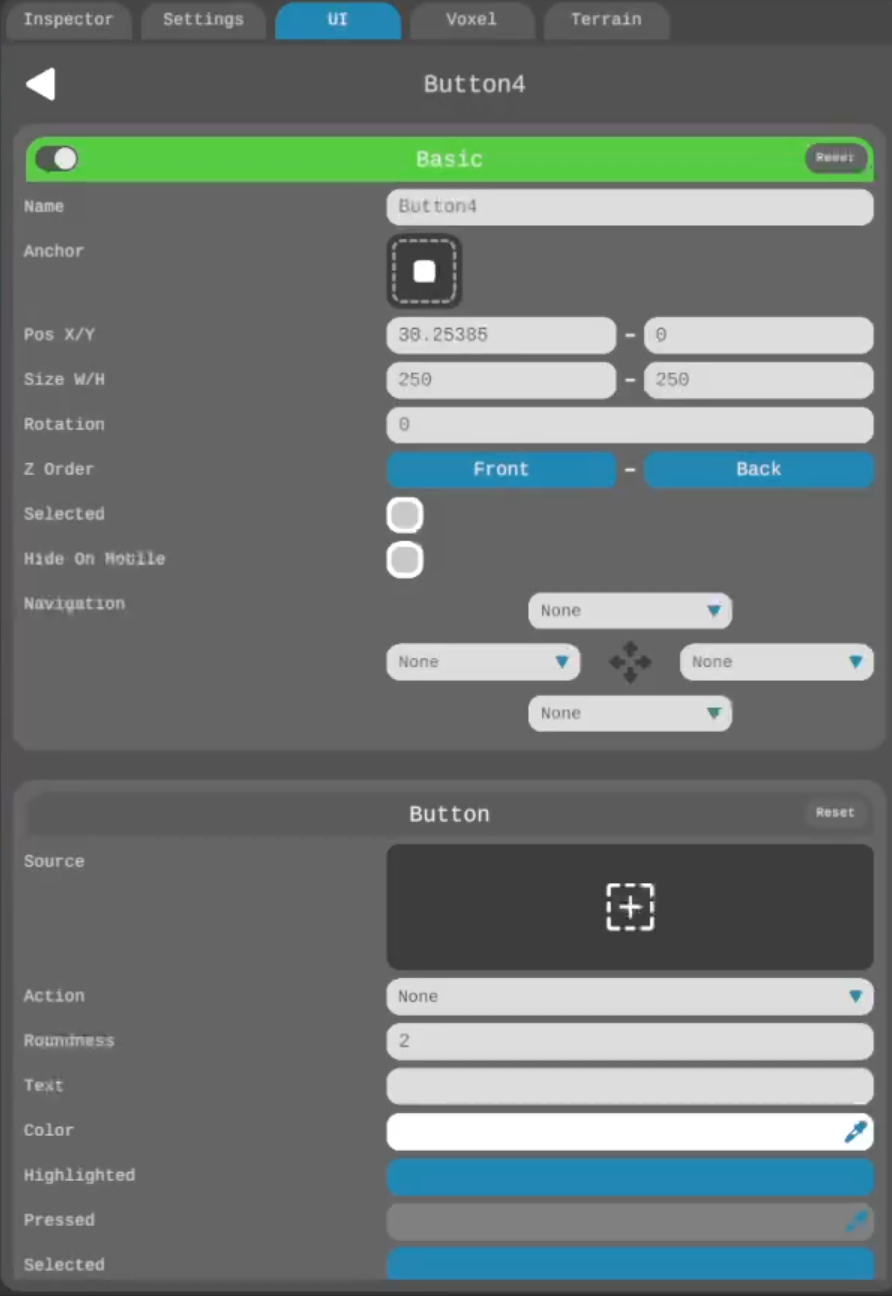 Inspector Settings UI Voxel Terrain
Button4
Basic Reset
Name Button4
Anchor
Pos X/Y 30.25385 - 0
Size W/H 250 - 250
Rotation 0
Z Order Front - Back
Selected
Hide On Mobile
Navigation None
None None
None
Button Reset
Source
Action None
Roundness 2
Text
Color
Highlighted
Pressed
Selected